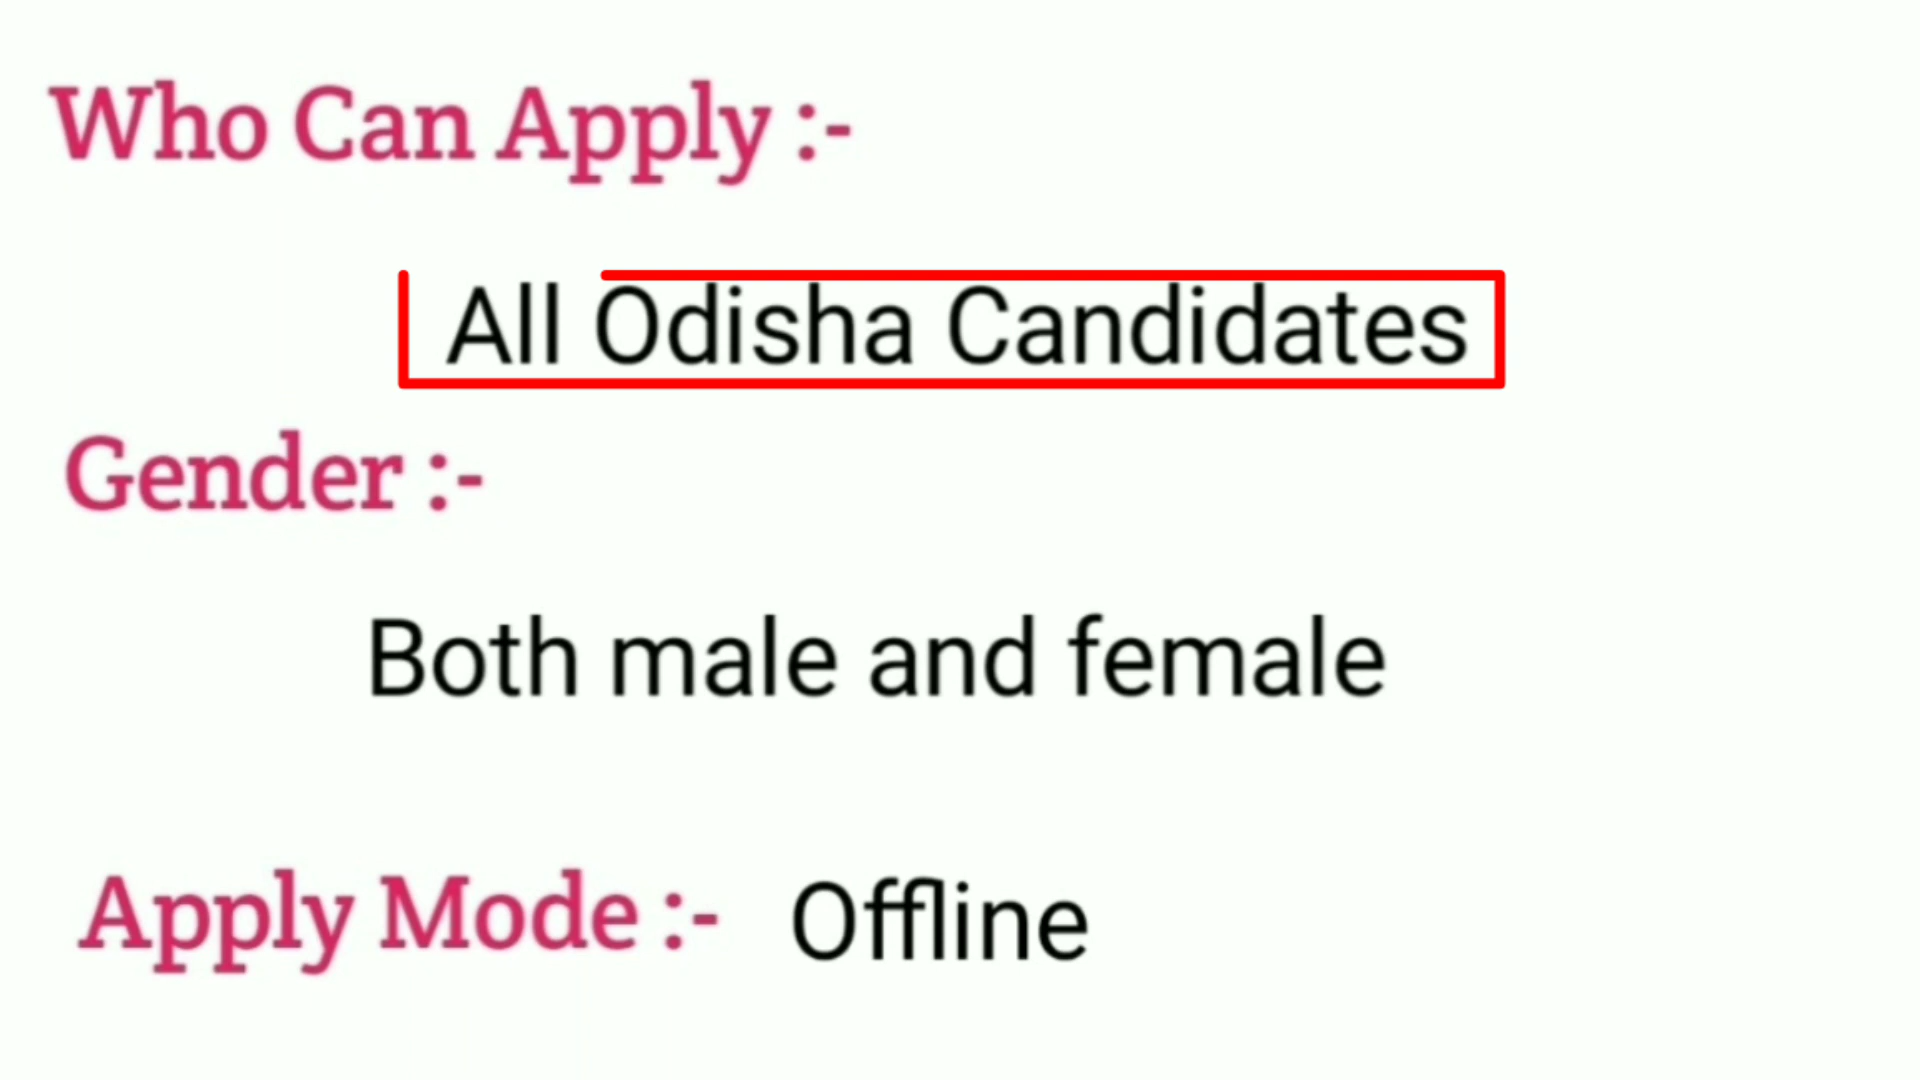 Who Can Apply :-
All Odisha Candidates
Gender :-
Both male and female
Apply Mode :- Offline